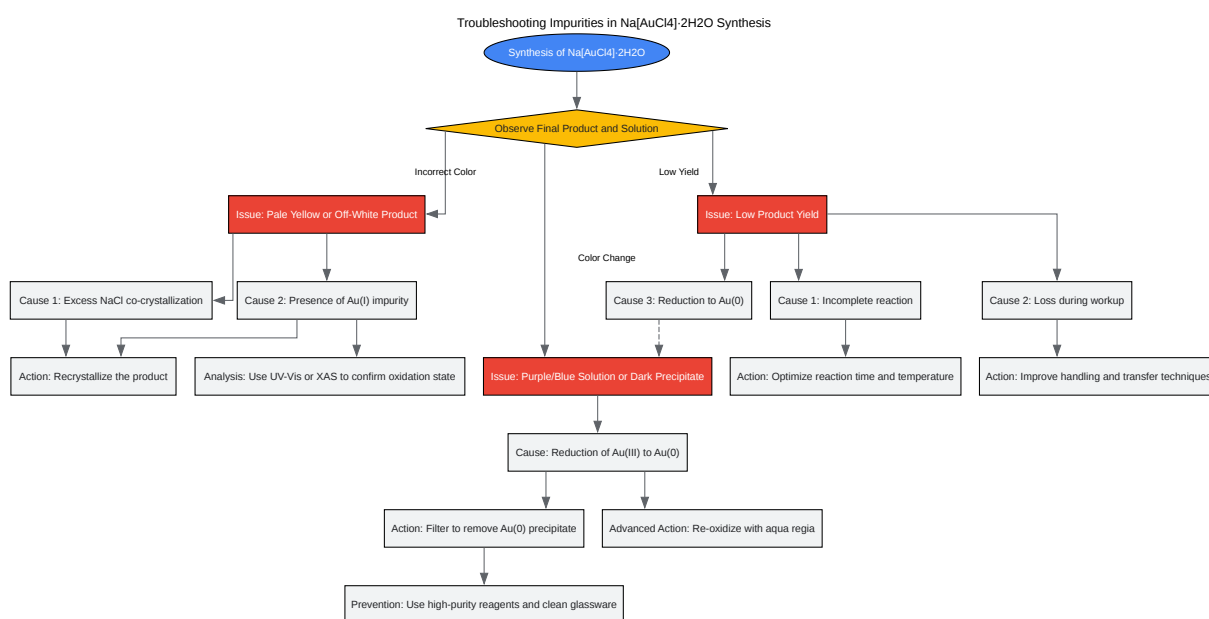 Troubleshooting Impurities in Na[AuCl4]·2H2O Synthesis
Synthesis of Na[AuCl4]·2H2O
Observe Final Product and Solution
Incorrect Color
Low Yield
Issue: Pale Yellow or Off-White Product
Issue: Low Product Yield
Color Change
Cause 1: Excess NaCl co-crystallization
Cause 2: Presence of Au(I) impurity
Cause 3: Reduction to Au(0)
Cause 1: Incomplete reaction
Cause 2: Loss during workup
Action: Recrystallize the product
Analysis: Use UV-Vis or XAS to confirm oxidation state
Issue: Purple/Blue Solution or Dark Precipitate
Action: Optimize reaction time and temperature
Action: Improve handling and transfer techniques
Cause: Reduction of Au(III) to Au(0)
Action: Filter to remove Au(0) precipitate
Advanced Action: Re-oxidize with aqua regia
Prevention: Use high-purity reagents and clean glassware